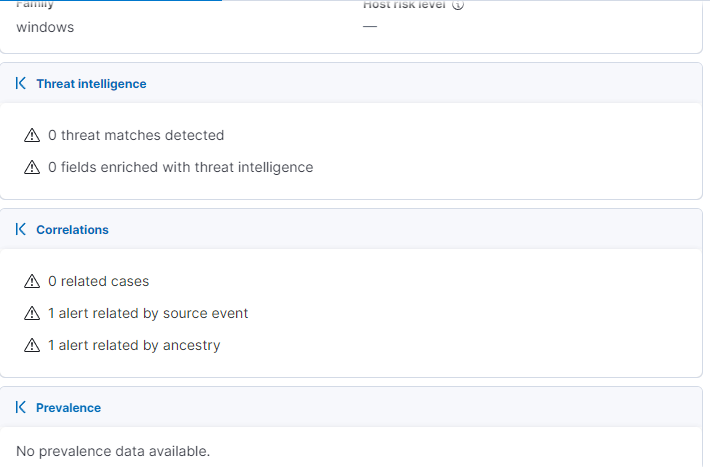 Family
Host risk level
windows
—
Threat intelligence
0 threat matches detected
0 fields enriched with threat intelligence
Correlations
0 related cases
1 alert related by source event
1 alert related by ancestry
Prevalence
No prevalence data available.